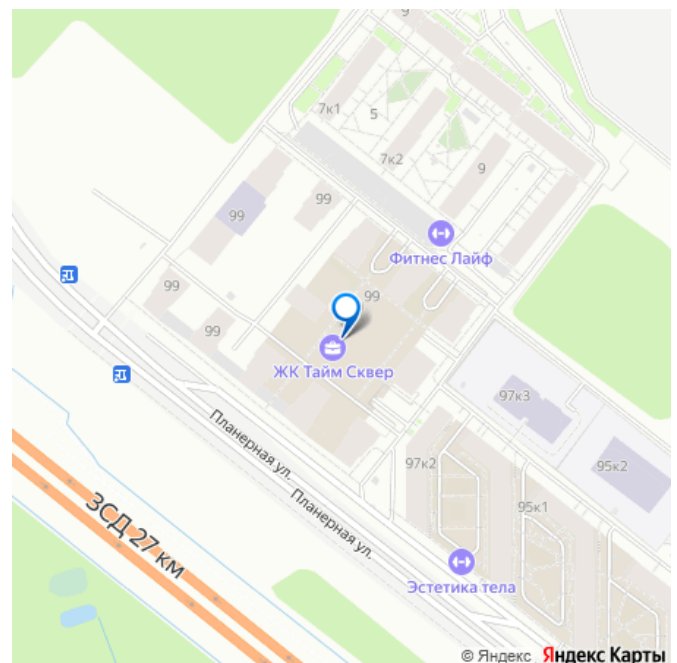 9
7к1
5
7к2
9
99
99
Фитнес Лайф
99
99
99
ЖК Тайм Сквер
97к3
Планерная ул.
97к2
95к2
Планерная ул.
95к1
ЗСД 27 км
Эстетика тела
© Яндекс Яндекс Карты